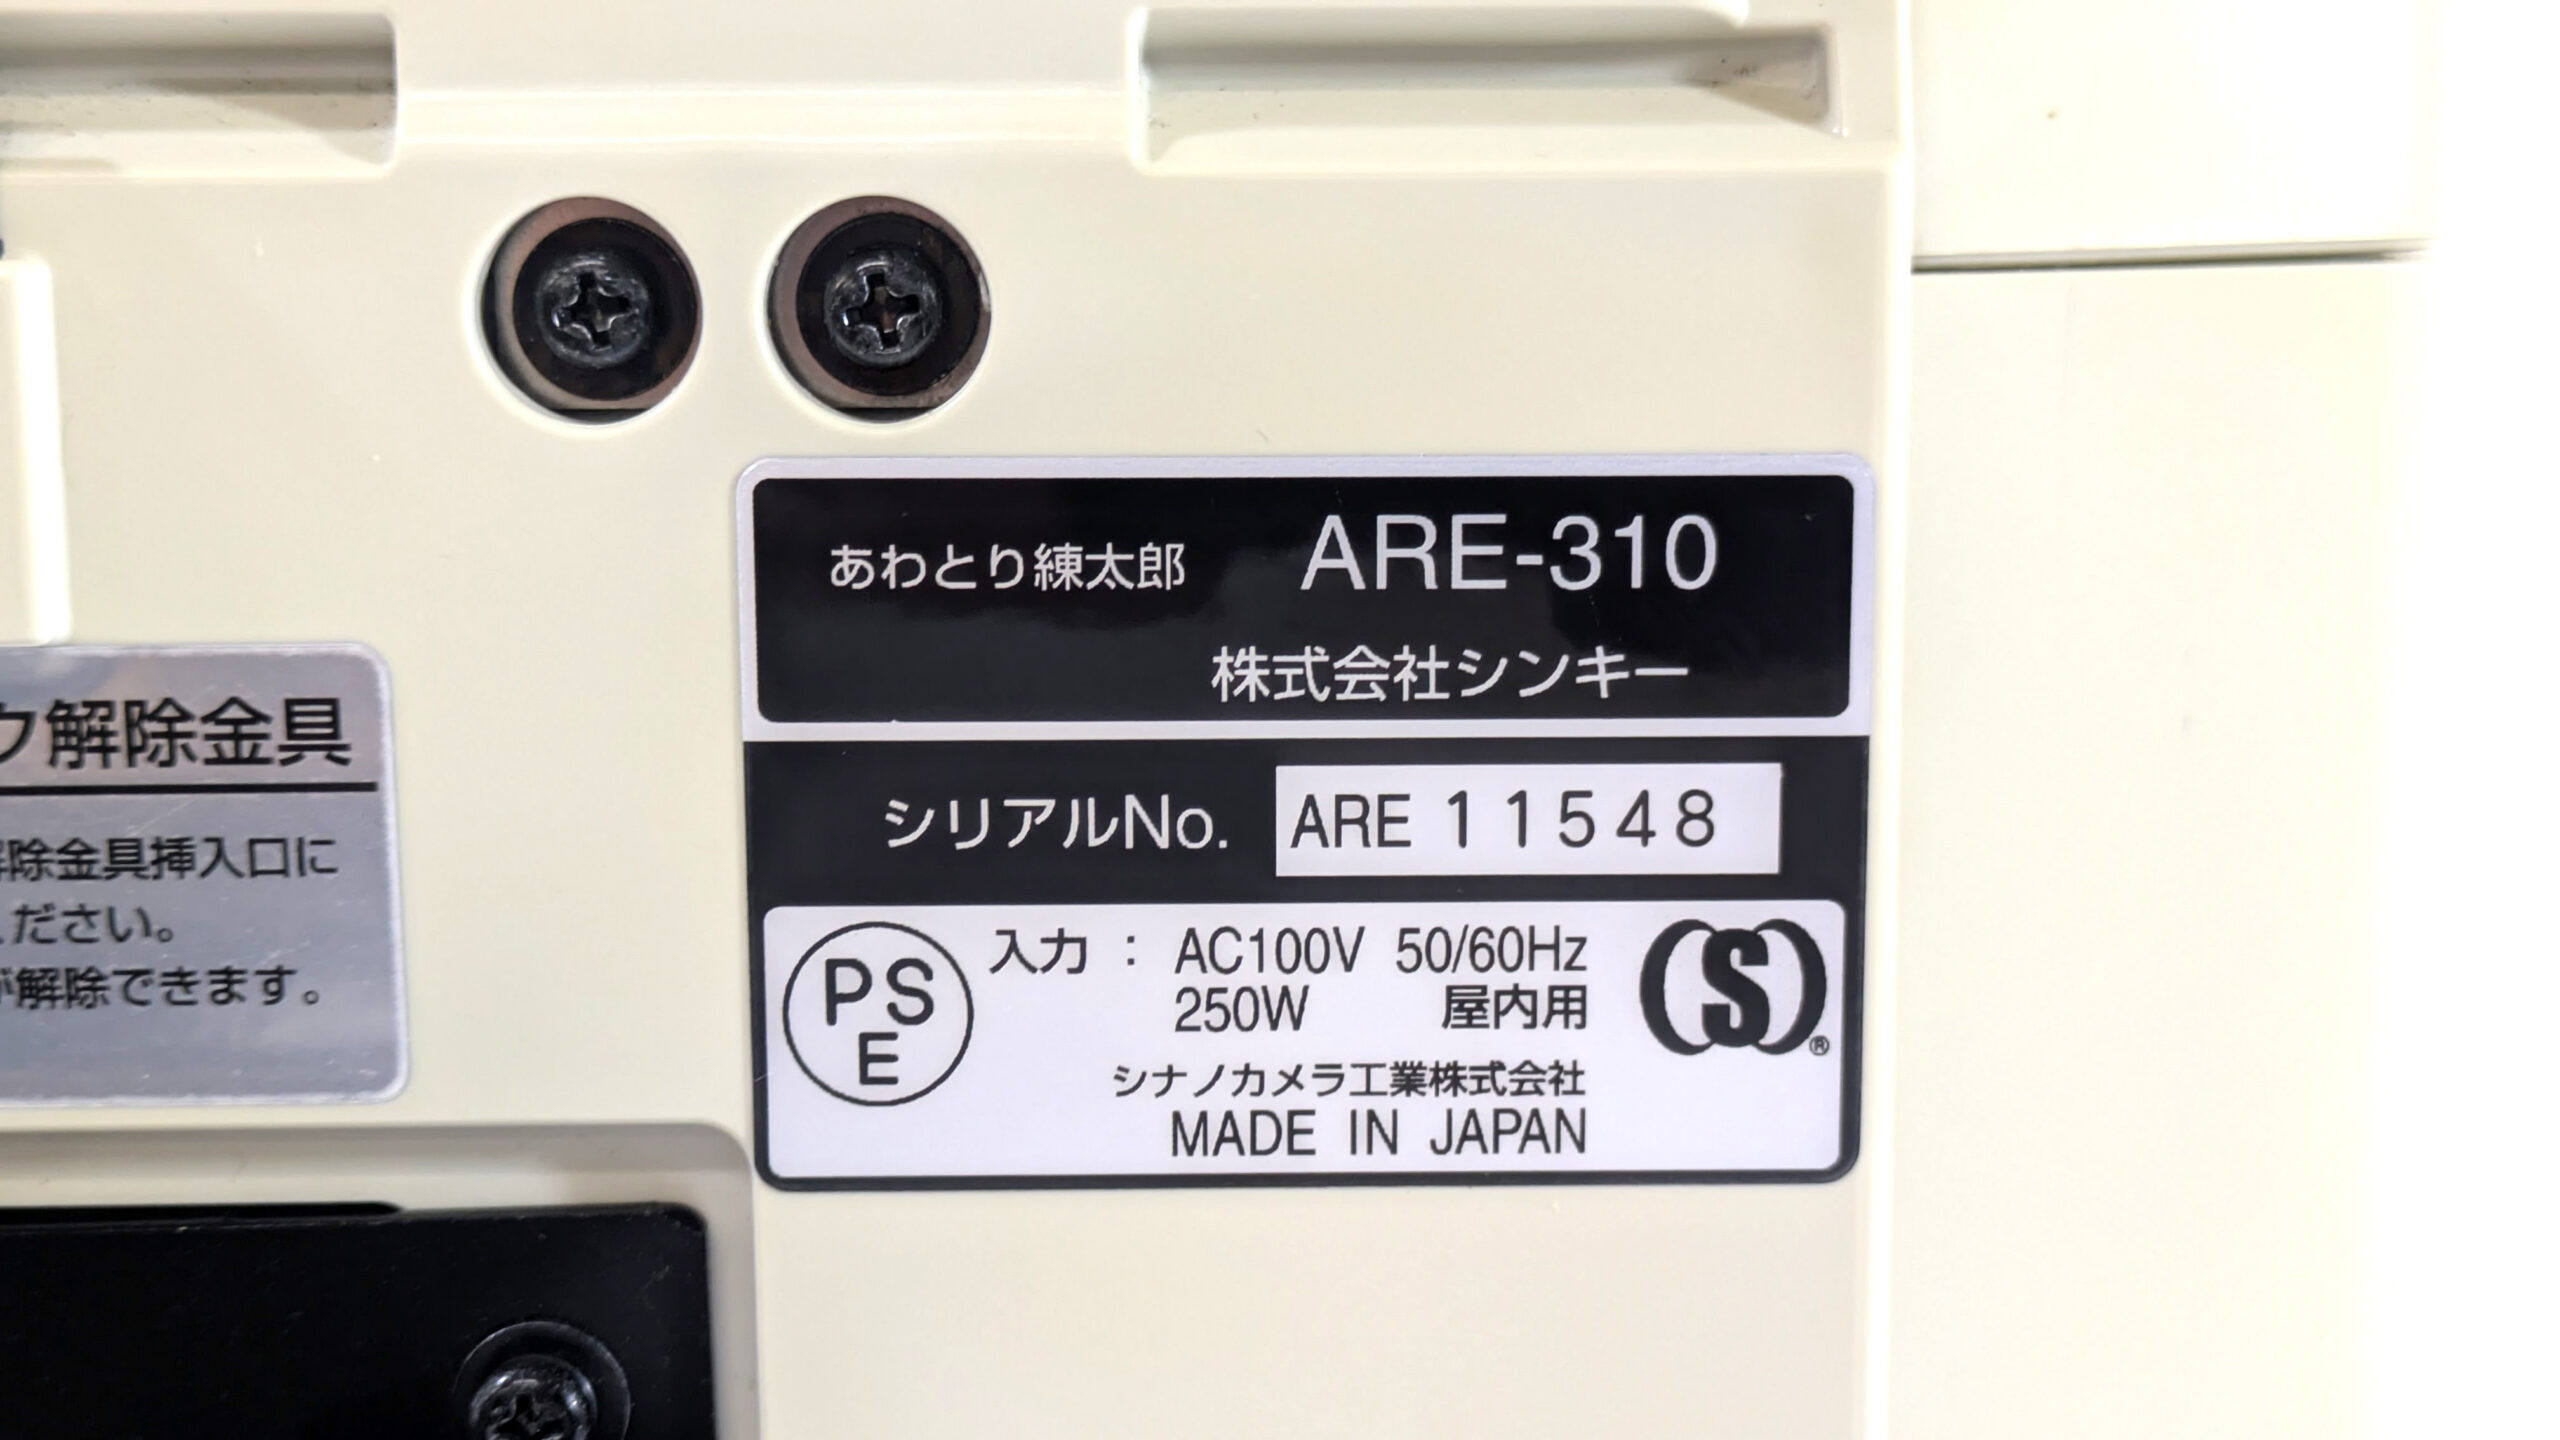 あわとり練太郎 ARE-310
株式会社シンキー
シリアルNo. ARE 11548
PSE
入力 : AC100V 50/60Hz
250W 屋内用
S®
シナノカメラ工業株式会社
MADE IN JAPAN
ク解除金具
解除金具挿入口に
ください。
が解除できます。